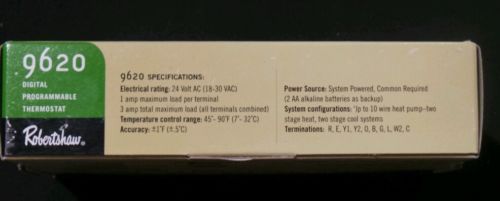 9620
DIGITAL
PROGRAMMABLE
THERMOSTAT
Robertshaw®
9620 SPECIFICATIONS:
Electrical rating: 24 Volt AC (18-30 VAC)
1 amp maximum load per terminal
3 amp total maximum load (all terminals combined)
Temperature control range: 45°- 90°F (7°- 32°C)
Accuracy: ±1°F (±.5°C)
Power Source: System Powered, Common Required
(2 AA alkaline batteries as backup)
System configurations: Up to 10 wire heat pump–two
stage heat, two stage cool systems
Terminations: R, E, Y1, Y2, O, B, G, L, W2, C